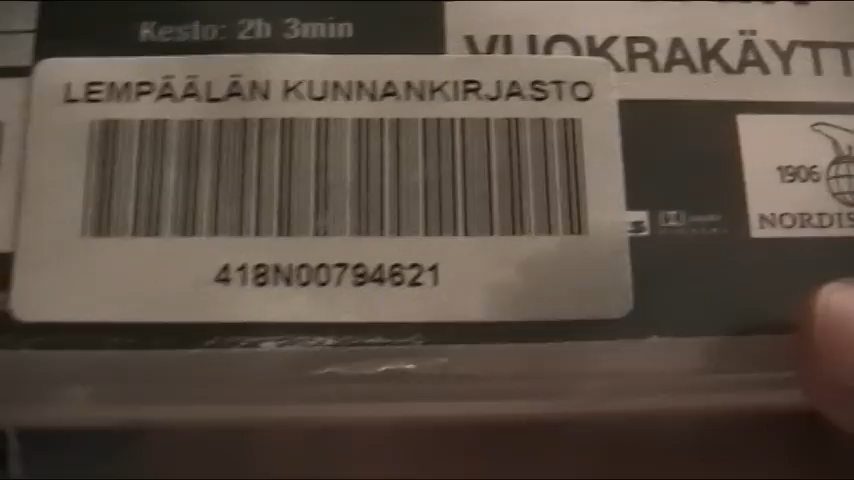 Kesto: 2h 3min
VUOKRAKÄYTT
LEMPÄÄLÄN KUNNANKIRJASTO
418N00794621
1906
NORDIS